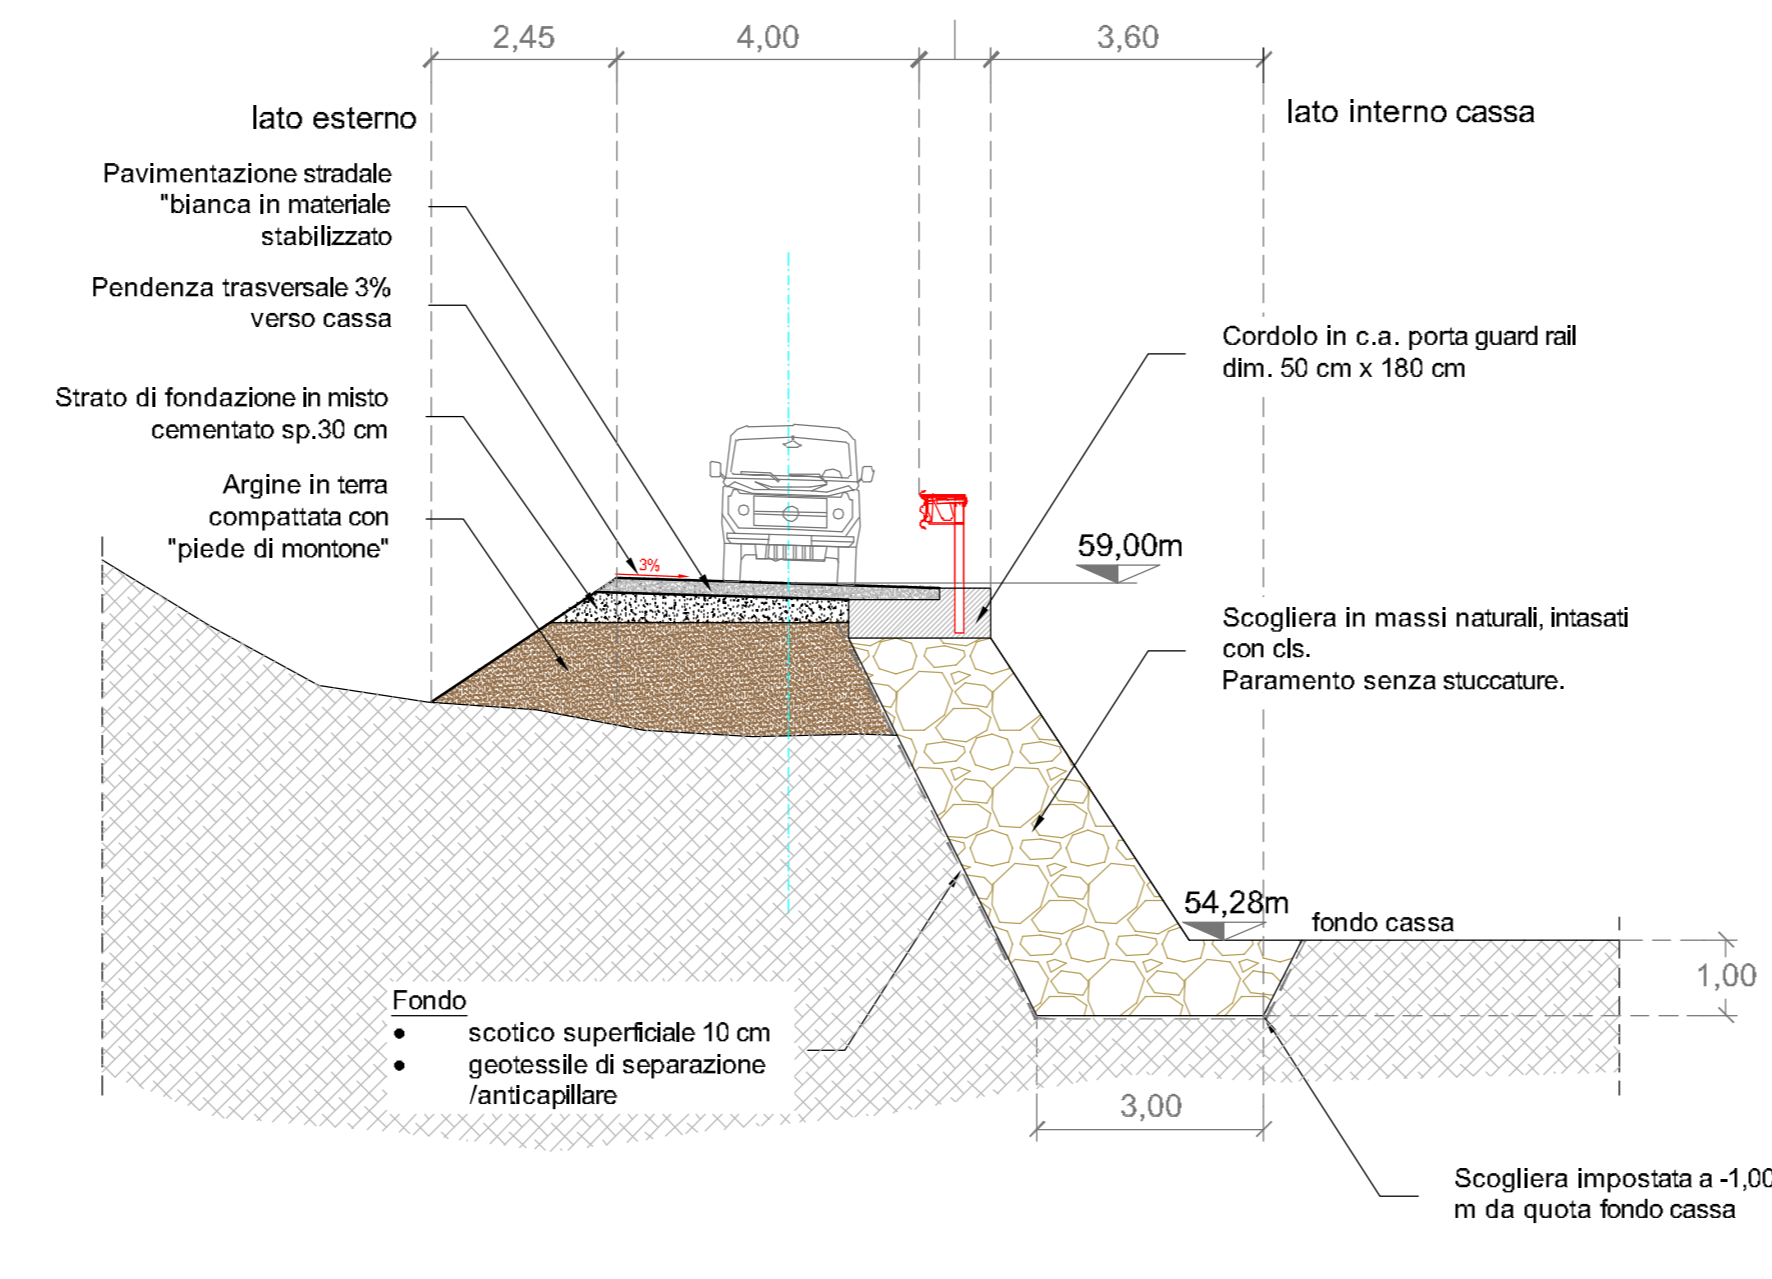 2,45
4,00
3,60
lato esterno
lato interno cassa
Pavimentazione stradale
"bianca in materiale
stabilizzato
Pendenza trasversale 3%
verso cassa
Strato di fondazione in misto
cementato sp.30 cm
Argine in terra
compattata con
"piede di montone"
3%
Cordolo in c.a. porta guard rail
dim. 50 cm x 180 cm
59,00m
Scogliera in massi naturali, intasati
con cls.
Paramento senza stuccature.
54,28m
fondo cassa
1,00
Fondo
● scotico superficiale 10 cm
● geotessile di separazione
/anticapillare
3,00
Scogliera impostata a -1,00
m da quota fondo cassa